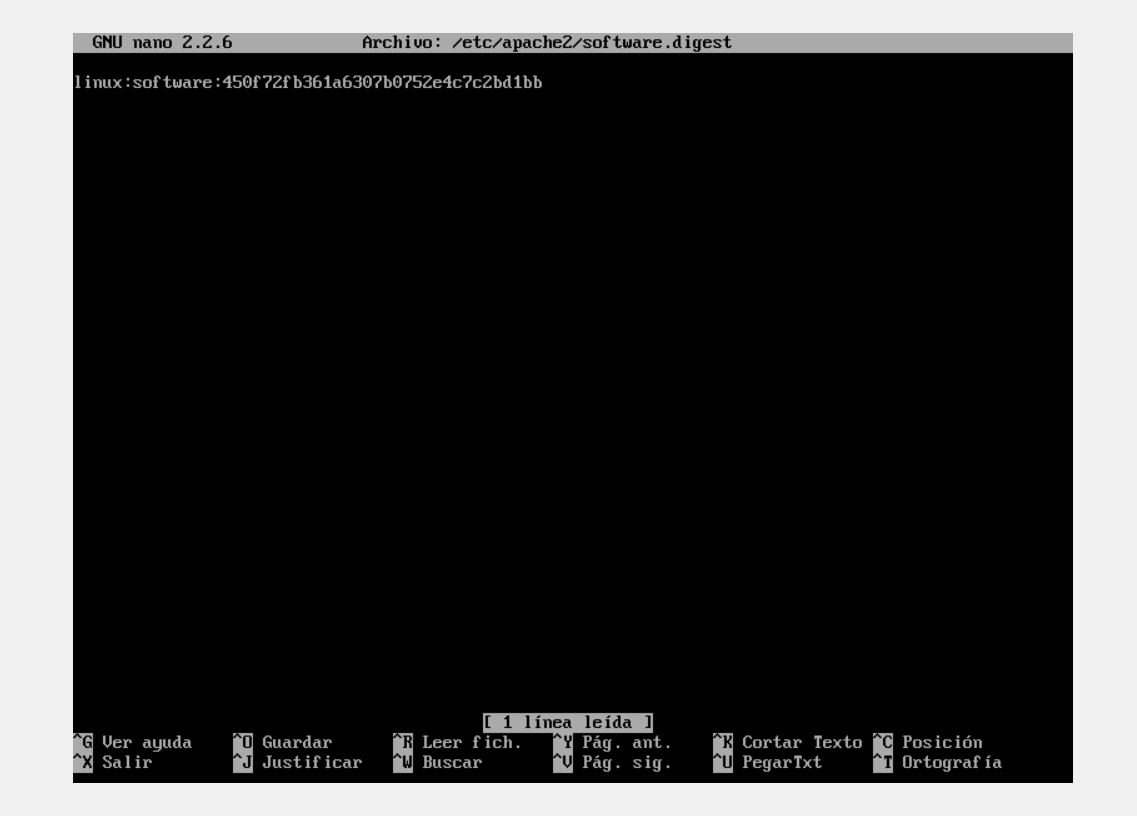 GNU nano 2.2.6 Archivo: /etc/apache2/software.digest
linux:software:450f72fb361a6307b0752e4c7c2bd1bb
[ 1 línea leída ]
^G Ver ayuda ^O Guardar ^R Leer fich. ^Y Pág. ant. ^K Cortar Texto ^C Posición
^X Salir ^J Justificar ^W Buscar ^V Pág. sig. ^U PegarTxt ^T Ortografía